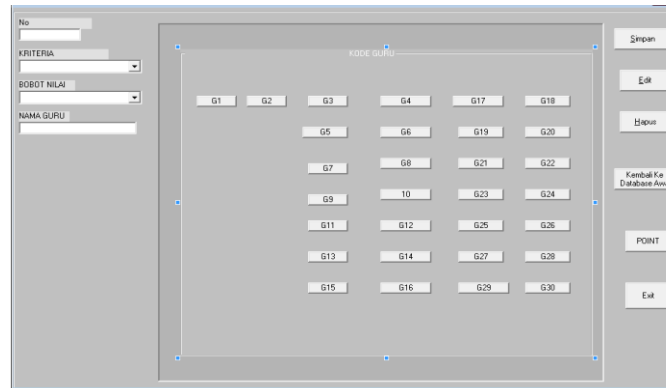 No
KRITERIA
BOBOT NILAI
NAMA GURU
KODE GURU
G1 G2 G3 G4 G17 G18
G5 G6 G19 G20
G7 G8 G21 G22
G9 10 G23 G24
G11 G12 G25 G26
G13 G14 G27 G28
G15 G16 G29 G30
Simpan
Edit
Hapus
Kembali Ke
Database Aw
POINT
Exit